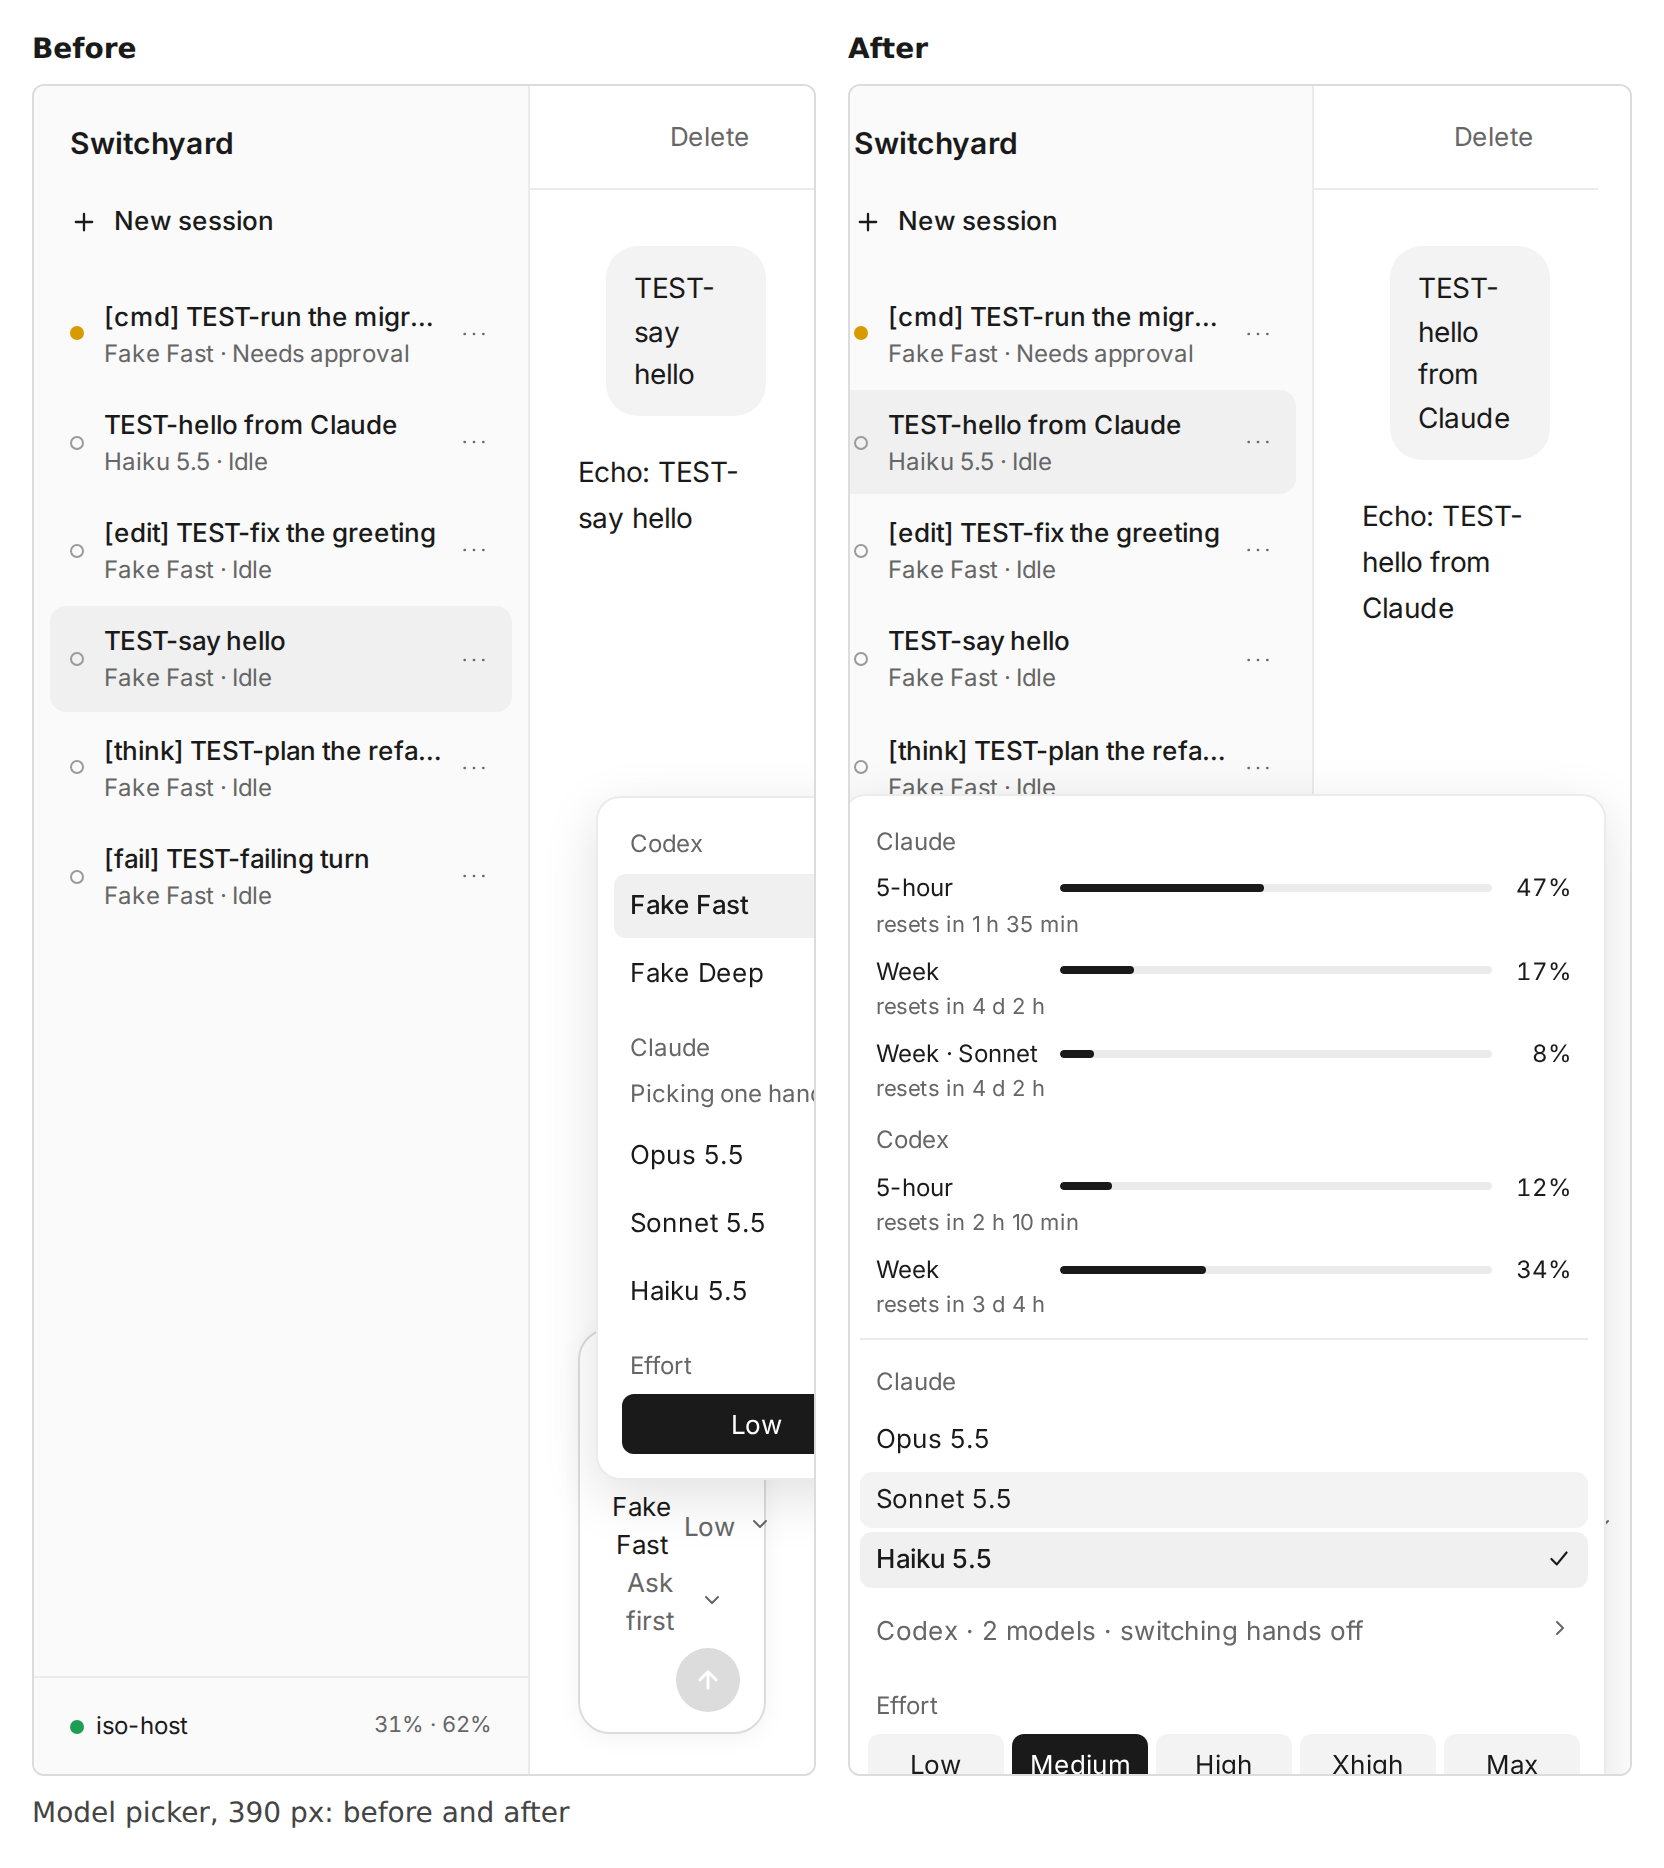 Before
Switchyard
New session
[cmd] TEST-run the migr...
Fake Fast · Needs approval
TEST-hello from Claude
Haiku 5.5 · Idle
[edit] TEST-fix the greeting
Fake Fast · Idle
TEST-say hello
Fake Fast · Idle
[think] TEST-plan the refa...
Fake Fast · Idle
[fail] TEST-failing turn
Fake Fast · Idle
iso-host
31% · 62%
Delete
TEST-
say
hello
Echo: TEST-
say hello
Codex
Fake Fast
Fake Deep
Claude
Picking one
Opus 5.5
Sonnet 5.5
Haiku 5.5
Effort
Low
Fake
Fast
Low
Ask
first
After
Switchyard
New session
[cmd] TEST-run the migr...
Fake Fast · Needs approval
TEST-hello from Claude
Haiku 5.5 · Idle
[edit] TEST-fix the greeting
Fake Fast · Idle
TEST-say hello
Fake Fast · Idle
[think] TEST-plan the refa...
Fake Fast · Idle
Delete
TEST-
hello
from
Claude
Echo: TEST-
hello from
Claude
Claude
5-hour 47%
resets in 1 h 35 min
Week 17%
resets in 4 d 2 h
Week · Sonnet 8%
resets in 4 d 2 h
Codex
5-hour 12%
resets in 2 h 10 min
Week 34%
resets in 3 d 4 h
Claude
Opus 5.5
Sonnet 5.5
Haiku 5.5
Codex · 2 models · switching hands off
Effort
Low Medium High Xhigh Max
Model picker, 390 px: before and after